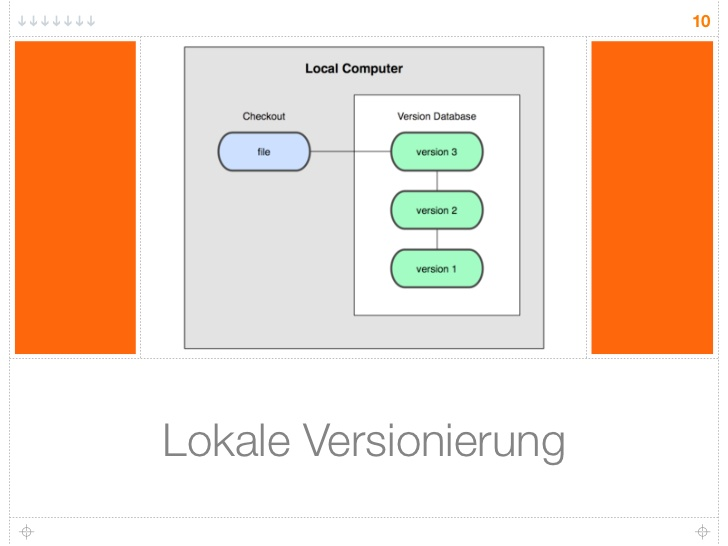 10
Local Computer
Checkout
Version Database
file
version 3
version 2
version 1
Lokale Versionierung